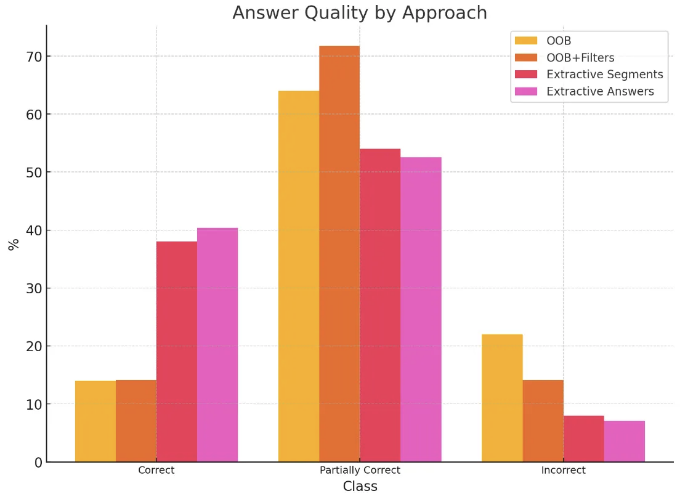 Answer Quality by Approach
OOB
OOB+Filters
Extractive Segments
Extractive Answers
%
70
60
50
40
30
20
10
0
Correct
Partially Correct
Incorrect
Class